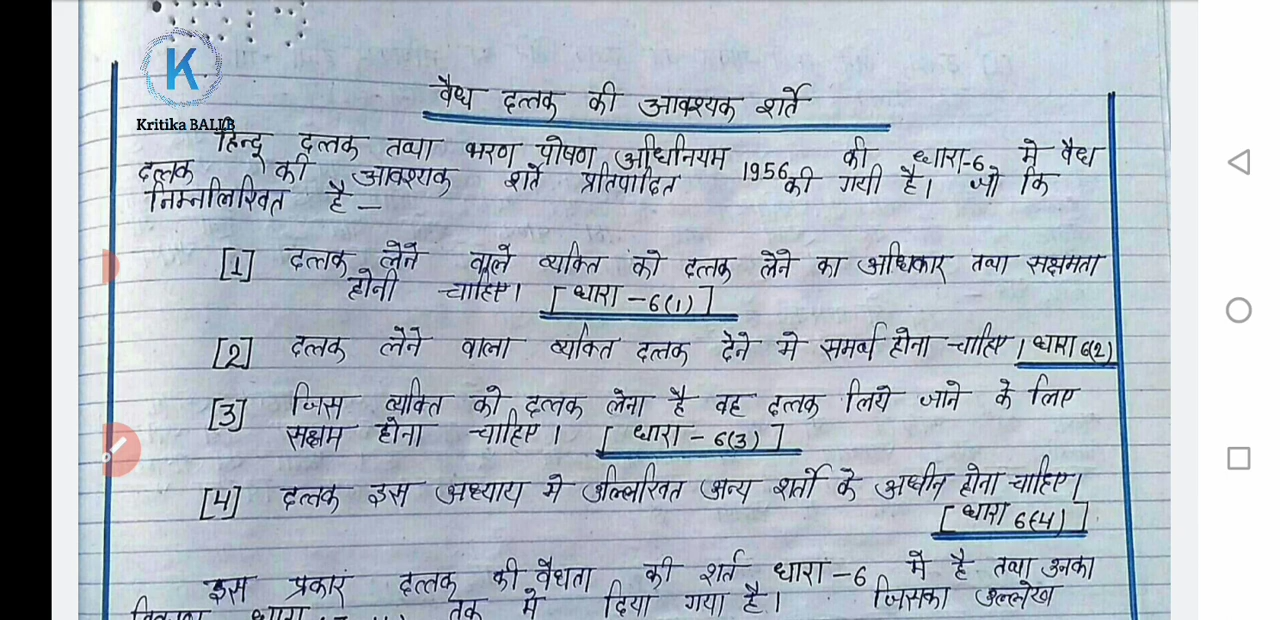 K
Kritika BALLB
वैध दत्तक की आवश्यक शर्ते
हिन्दू दत्तक तथा भरण पोषण अधिनियम 1956 की धारा-6 मे वैध
दत्तक की आवश्यक शर्ते प्रतिपादित की गयी है। जो कि
निम्नलिखित है –
[1] दत्तक लेने वाले व्यक्ति को दत्तक लेने का अधिकार तथा सक्षमता
होनी चाहिए। [धारा – 6(1)]
[2] दत्तक लेने वाला व्यक्ति दत्तक देने मे समर्थ होना चाहिए। धारा 6(2)
[3] जिस व्यक्ति को दत्तक लेना है वह दत्तक लिये जाने के लिए
सक्षम होना चाहिए। [धारा – 6(3)]
[4] दत्तक इस अध्याय मे उल्लिखित अन्य शर्तो के अधीन होना चाहिए।
[धारा 6(4)]
इस प्रकार दत्तक की वैधता की शर्त धारा-6 मे है तथा उनका
धारा तक मे दिया गया है। जिसका उल्लेख